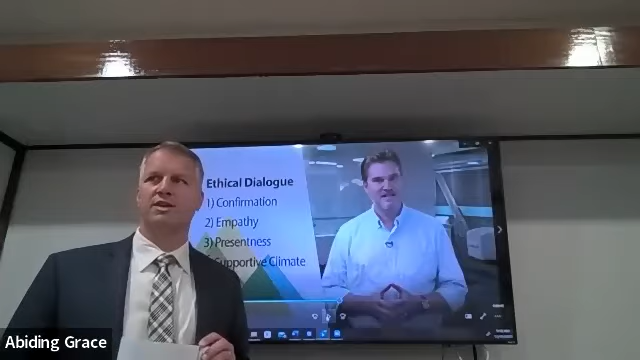 Ethical Dialogue
1) Confirmation
2) Empathy
3) Presentness
Supportive Climate
Abiding Grace